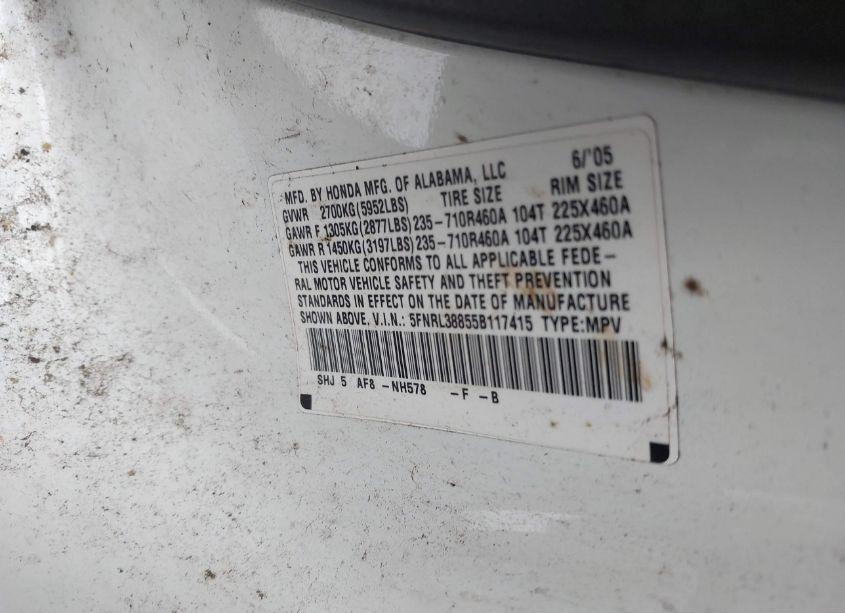 MFD. BY HONDA MFG. OF ALABAMA, LLC 6/'05
GVWR 2700KG(5952LBS) TIRE SIZE RIM SIZE
GAWR F 1305KG(2877LBS)235-710R460A 104T 225X460A
GAWR R 1450KG(3197LBS)235-710R460A 104T 225X460A
THIS VEHICLE CONFORMS TO ALL APPLICABLE FEDE-
RAL MOTOR VEHICLE SAFETY AND THEFT PREVENTION
STANDARDS IN EFFECT ON THE DATE OF MANUFACTURE
SHOWN ABOVE. V.I.N.: 5FNRL38855B117415 TYPE:MPV
SHJ 5 AF8 -NH578 -F -B